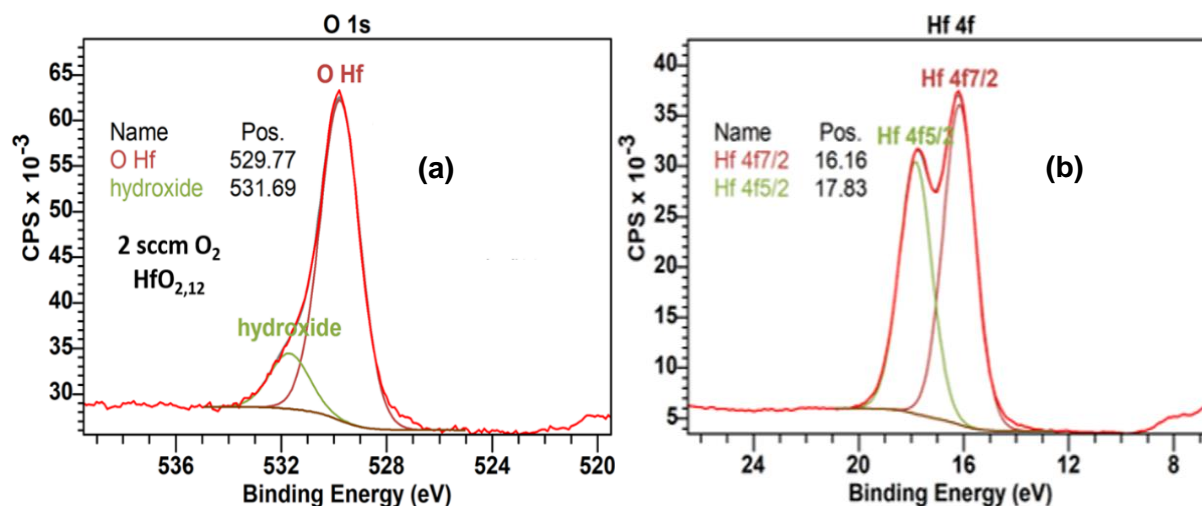 O 1s
CPS x 10⁻³
65
60
55
50
45
40
35
30
O Hf
Name Pos.
O Hf 529.77
hydroxide 531.69
(a)
2 sccm O₂
HfO₂,₁₂
hydroxide
536 532 528 524 520
Binding Energy (eV)
Hf 4f
CPS x 10⁻³
40
35
30
25
20
15
10
5
Hf 4f7/2
Hf 4f5/2
Name Pos.
Hf 4f7/2 16.16
Hf 4f5/2 17.83
(b)
24 20 16 12 8
Binding Energy (eV)